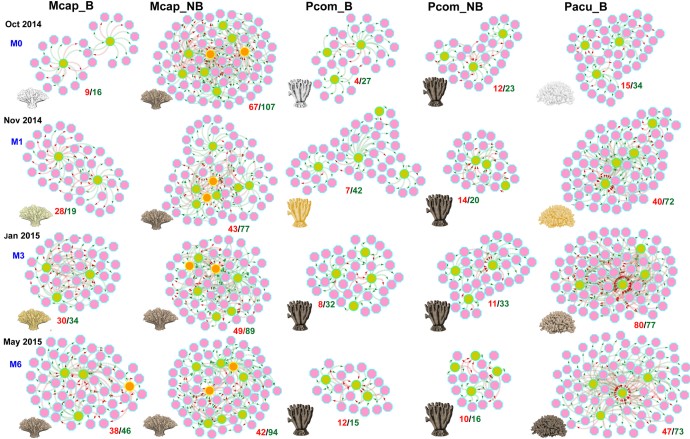 Mcap_B Mcap_NB Pcom_B Pcom_NB Pacu_B
Oct 2014
M0
9/16 67/107 4/27 12/23 15/34
Nov 2014
M1
28/19 43/77 7/42 14/20 40/72
Jan 2015
M3
30/34 49/89 8/32 11/33 80/77
May 2015
M6
38/46 42/94 12/15 10/16 47/73